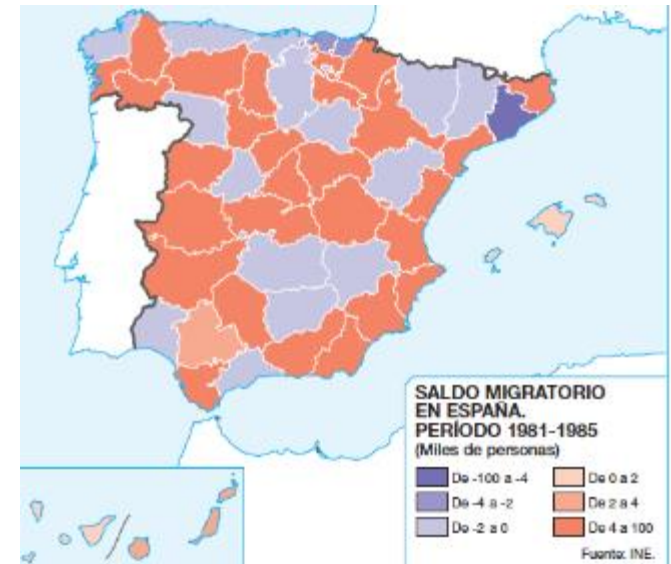 SALDO MIGRATORIO
EN ESPAÑA.
PERÍODO 1981-1985
(Miles de personas)
De -100 a -4
De 0 a 2
De -4 a -2
De 2 a 4
De -2 a 0
De 4 a 100
Fuente: INE.